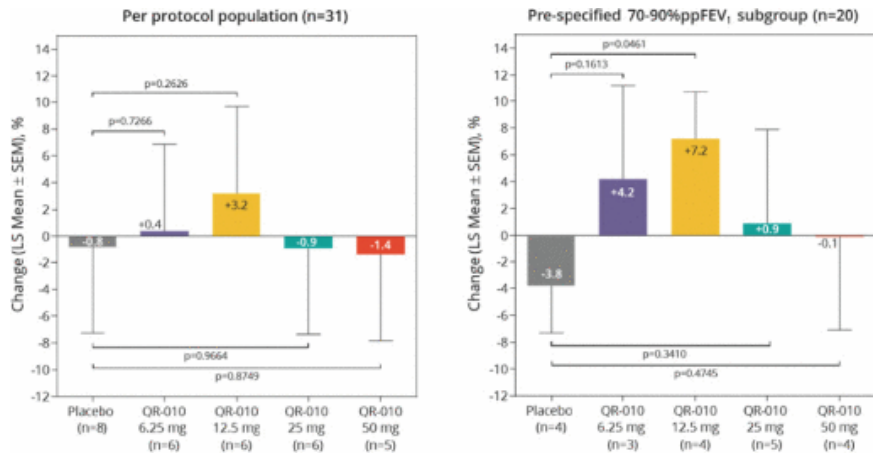 Per protocol population (n=31)
Change (LS Mean ± SEM), %
14
12
10
8
6
4
2
0
-2
-4
-6
-8
-10
-12
p=0.2626
p=0.7266
-0.8
+0.4
+3.2
-0.9
-1.4
p=0.9664
p=0.8749
Placebo
(n=8)
QR-010
6.25 mg
(n=6)
QR-010
12.5 mg
(n=6)
QR-010
25 mg
(n=6)
QR-010
50 mg
(n=5)
Pre-specified 70-90%ppFEV₁ subgroup (n=20)
Change (LS Mean ± SEM), %
14
12
10
8
6
4
2
0
-2
-4
-6
-8
-10
-12
p=0.0461
p=0.1613
-3.8
+4.2
+7.2
+0.9
-0.1
p=0.3410
p=0.4745
Placebo
(n=4)
QR-010
6.25 mg
(n=3)
QR-010
12.5 mg
(n=4)
QR-010
25 mg
(n=5)
QR-010
50 mg
(n=4)